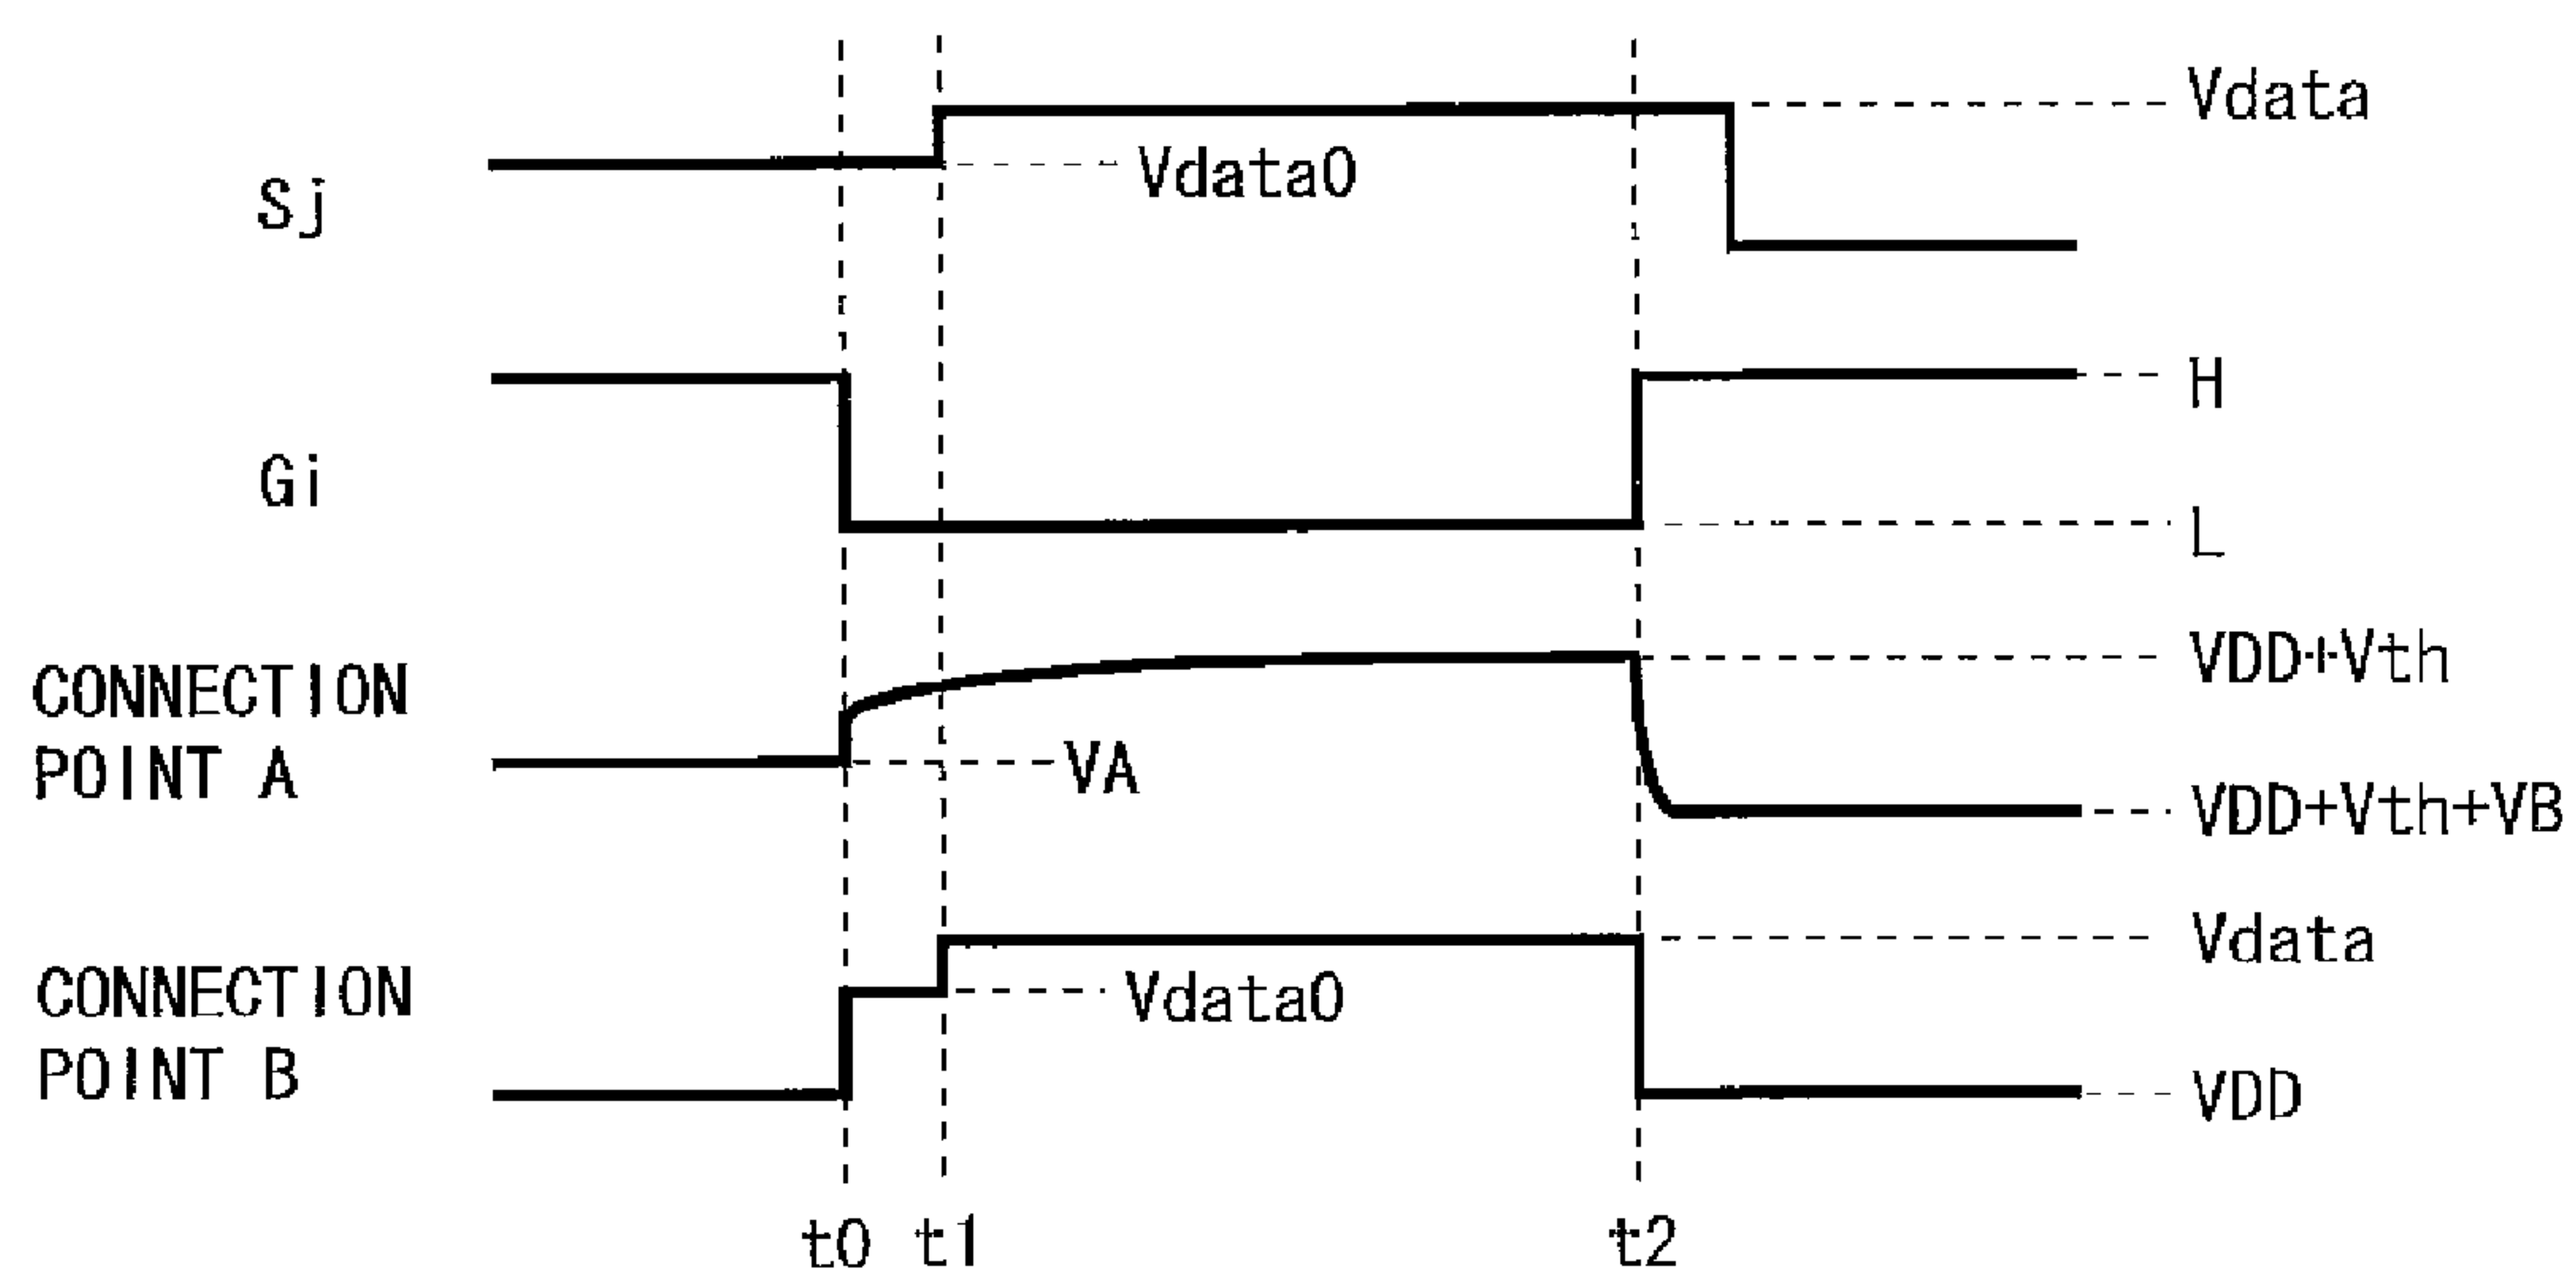 Vdata
Sj
Vdata0
H
Gi
L
VDD+Vth
CONNECTION
POINT A
VA
VDD+Vth+VB
Vdata
CONNECTION
POINT B
Vdata0
VDD
t0 t1 t2